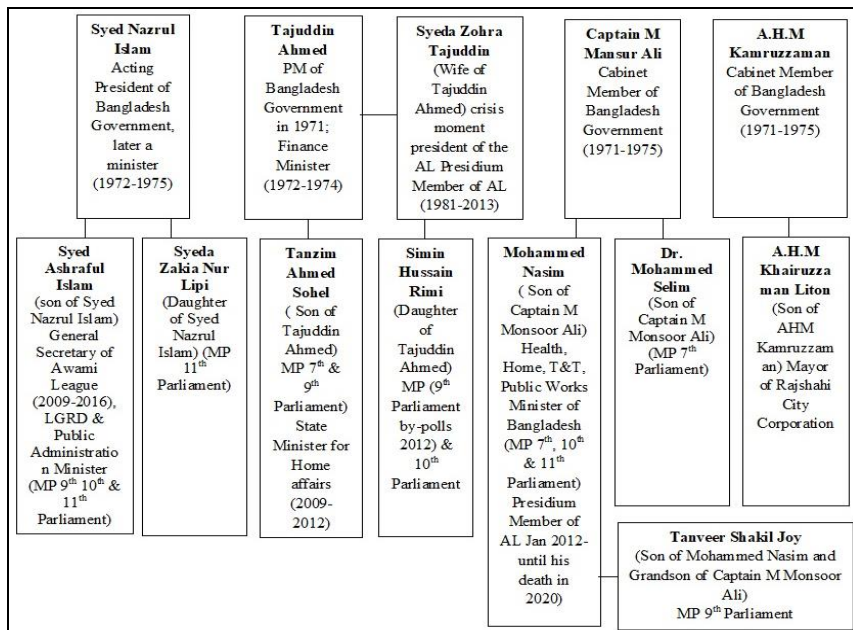 Syed Nazrul
Islam
Acting
President of
Bangladesh
Government,
later a
minister
(1972-1975)
Tajuddin
Ahmed
PM of
Bangladesh
Government
in 1971;
Finance
Minister
(1972-1974)
Syeda Zohra
Tajuddin
(Wife of
Tajuddin
Ahmed) crisis
moment
president of
the AL Presidium
Member of AL
(1981-2013)
Captain M
Mansur Ali
Cabinet
Member of
Bangladesh
Government
(1971-1975)
A.H.M
Kamruzzaman
Cabinet Member
of Bangladesh
Government
(1971-1975)
Syed
Ashraful
Islam
(son of Syed
Nazrul Islam)
General
Secretary of
Awami
League
(2009-2016),
LGRD &
Public
Administratio
n Minister
(MP 9th 10th &
11th
Parliament)
Syeda
Zakia Nur
Lipi
(Daughter
of Syed
Nazrul
Islam) (MP
11th
Parliament)
Tanzim
Ahmed
Sohel
( Son of
Tajuddin
Ahmed)
MP 7th &
9th
Parliament)
State
Minister for
Home
affairs
(2009-
2012)
Simin
Hussain
Rimi
(Daughter
of
Tajuddin
Ahmed)
MP (9th
Parliament
by-polls
2012) &
10th
Parliament
Mohammed
Nasim
( Son of
Captain M
Monsoor Ali)
Health,
Home, T&T,
Public Works
Minister of
Bangladesh
(MP 7th, 10th
& 11th
Parliament)
Presidium
Member of
AL Jan 2012-
until his
death in
2020)
Dr.
Mohammed
Selim
(Son of
Captain M
Monsoor Ali)
(MP 7th
Parliament)
A.H.M
Khairuzza
man Liton
(Son of
AHM
Kamruzzam
an) Mayor
of Rajshahi
City
Corporation
Tanveer Shakil Joy
(Son of Mohammed Nasim and
Grandson of Captain M Monsoor
Ali)
MP 9th Parliament